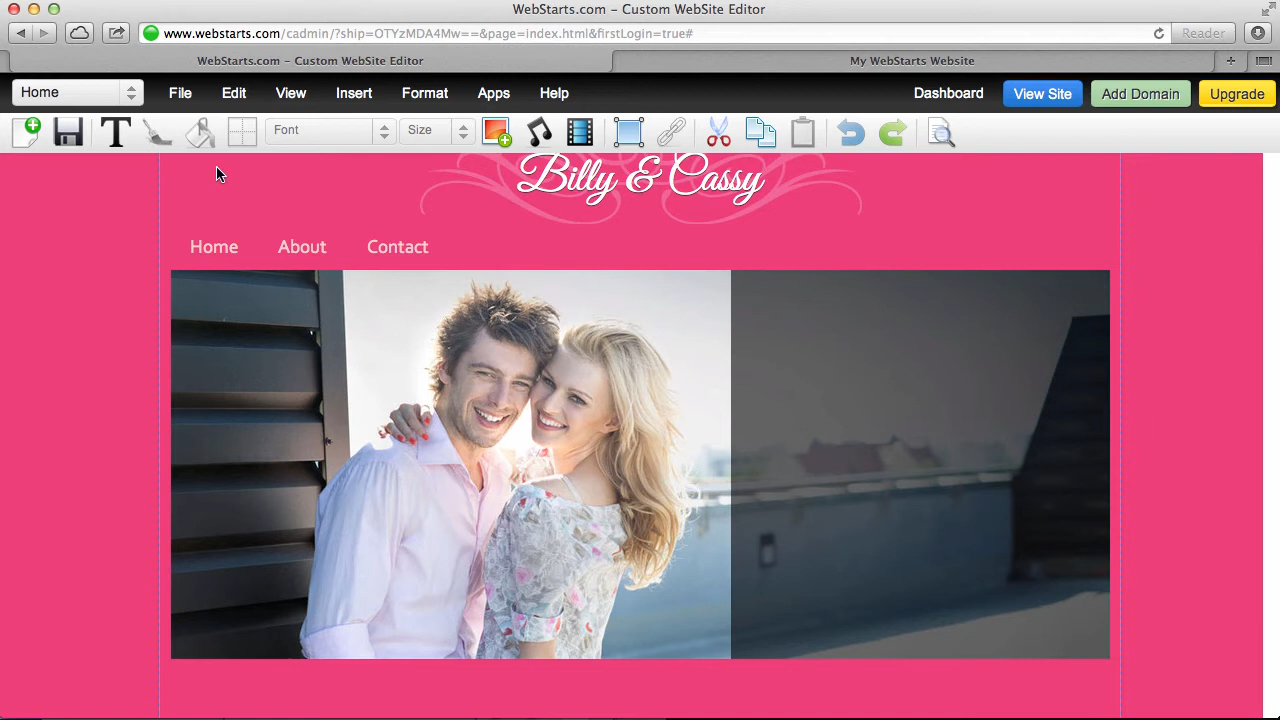 WebStarts.com – Custom WebSite Editor
www.webstarts.com/cadmin/?ship=OTYzMDA4Mw==&page=index.html&firstLogin=true#
Reader
WebStarts.com – Custom WebSite Editor
My WebStarts Website
Home File Edit View Insert Format Apps Help Dashboard View Site Add Domain Upgrade
T Font Size
Billy & Cassy
Home About Contact